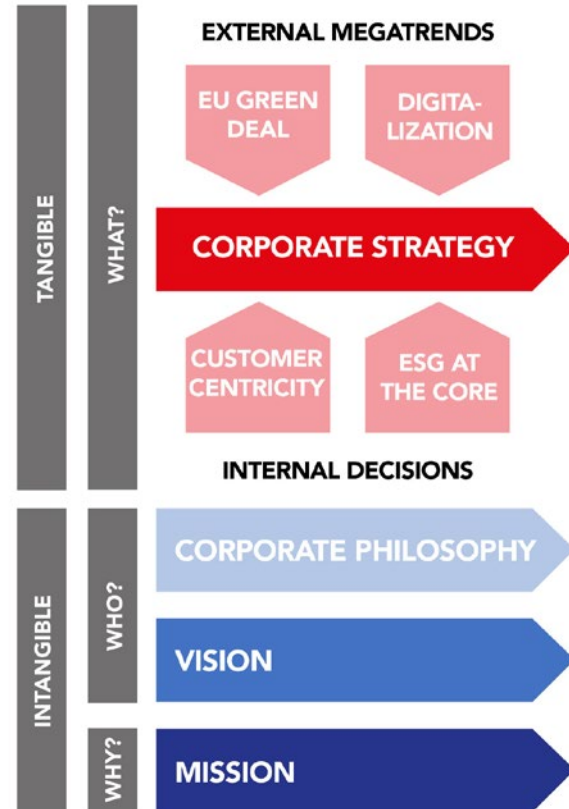 EXTERNAL MEGATRENDS
EU GREEN
DEAL
DIGITA-
LIZATION
TANGIBLE
WHAT?
CORPORATE STRATEGY
CUSTOMER
CENTRICITY
ESG AT
THE CORE
INTERNAL DECISIONS
INTANGIBLE
WHO?
CORPORATE PHILOSOPHY
VISION
WHY?
MISSION